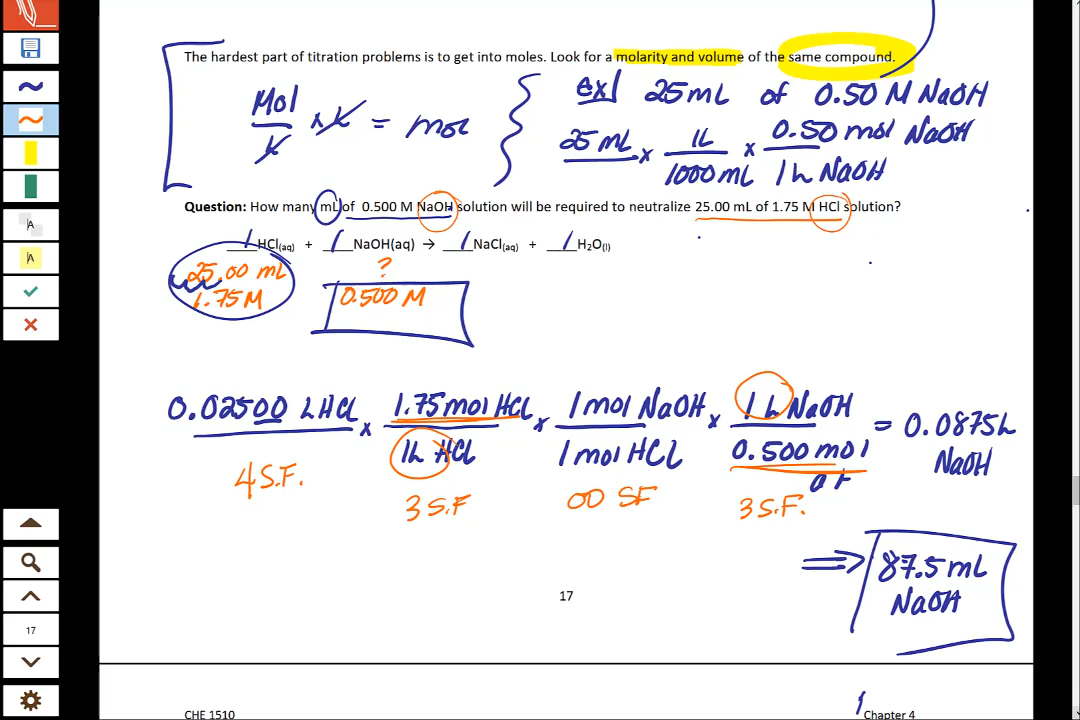 The hardest part of titration problems is to get into moles. Look for a molarity and volume of the same compound.
Mol/L × L = mol
ex 25 mL of 0.50 M NaOH
25 mL × 1L/1000 mL × 0.50 mol NaOH/1 L NaOH
Question: How many mL of 0.500 M NaOH solution will be required to neutralize 25.00 mL of 1.75 M HCl solution?
1 HCl(aq) + 1 NaOH(aq) → 1 NaCl(aq) + 1 H₂O(l)
25.00 mL ?
1.75 M 0.500 M
0.02500 L HCl × 1.75 mol HCl/1L HCl × 1 mol NaOH/1 mol HCl × 1 L NaOH/0.500 mol = 0.0875L NaOH
4 S.F. 3 S.F ∞ SF 3 S.F.
⇒ 87.5 mL
NaOH
17
17
CHE 1510 Chapter 4
A
A